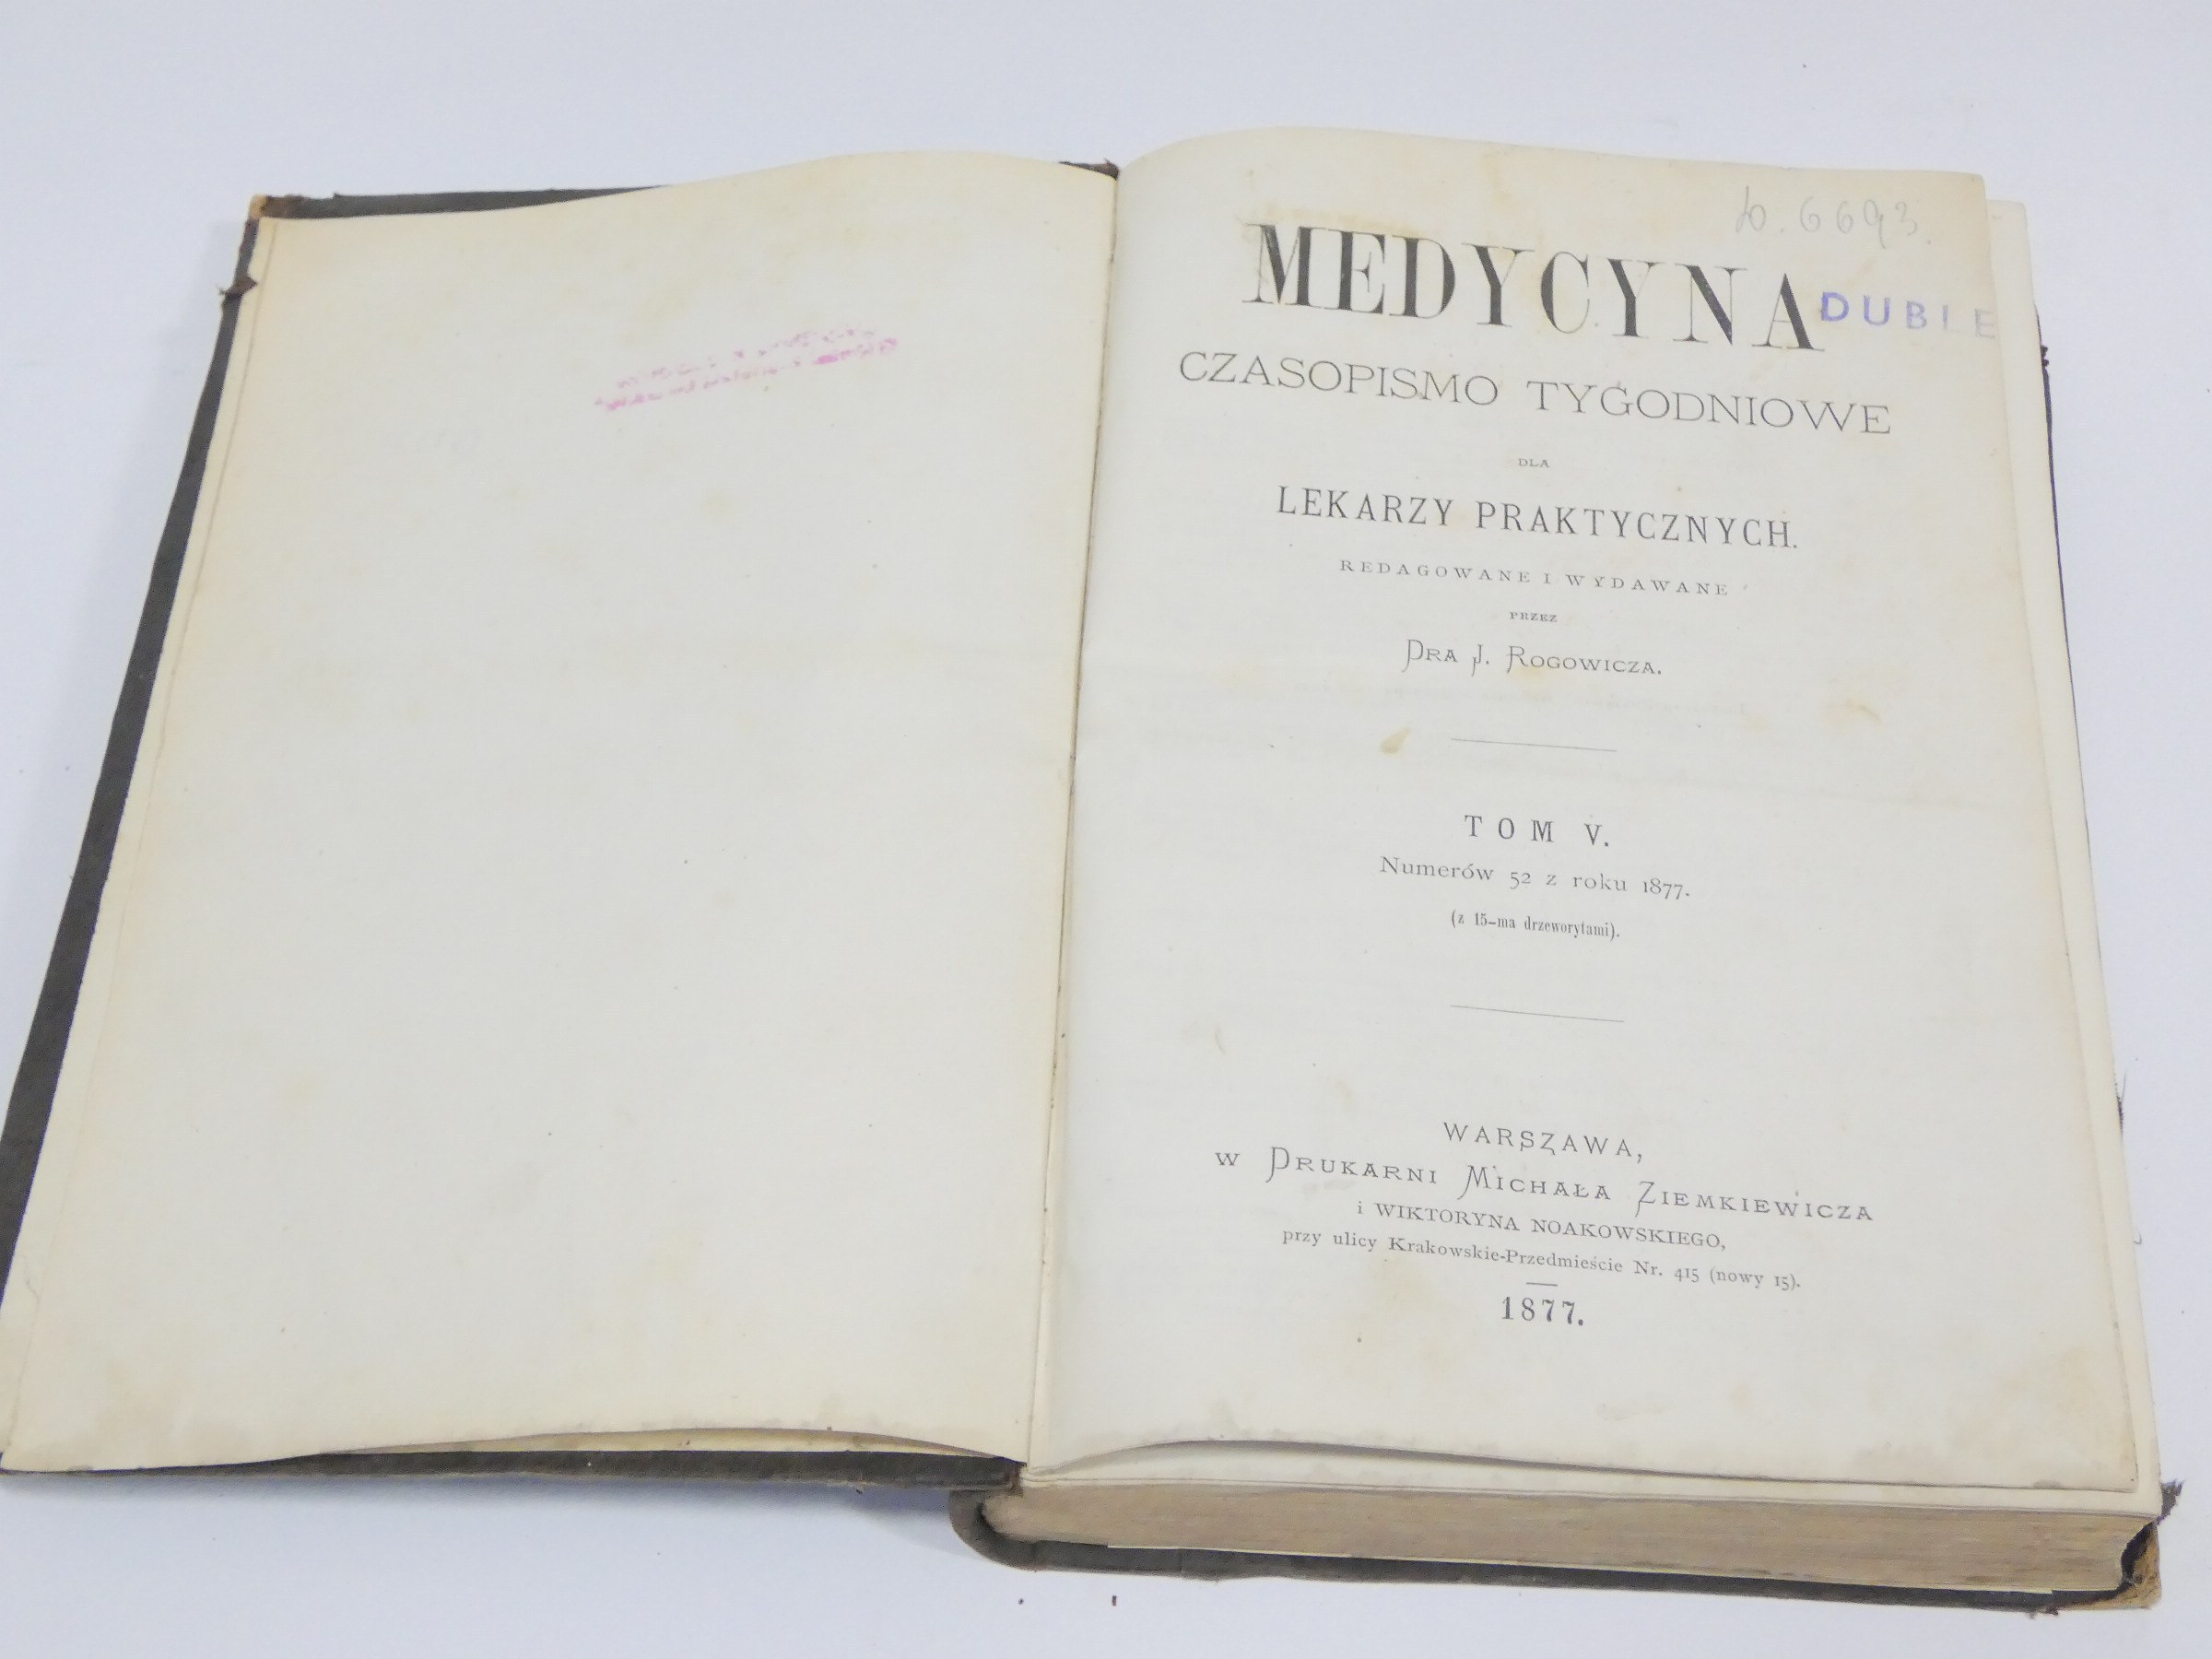 №. 6693.
MEDYCYNA
DUBLE
CZASOPISMO TYGODNIOWE
DLA
LEKARZY PRAKTYCZNYCH.
REDAGOWANE I WYDAWANE
PRZEZ
DRA J. ROGOWICZA.
TOM V.
Numerów 52 z roku 1877.
(z 15-ma drzeworytami).
WARSZAWA,
W DRUKARNI MICHAŁA ZIEMKIEWICZA
i WIKTORYNA NOAKOWSKIEGO,
przy ulicy Krakowskie-Przedmieście Nr. 415 (nowy 15).
1877.